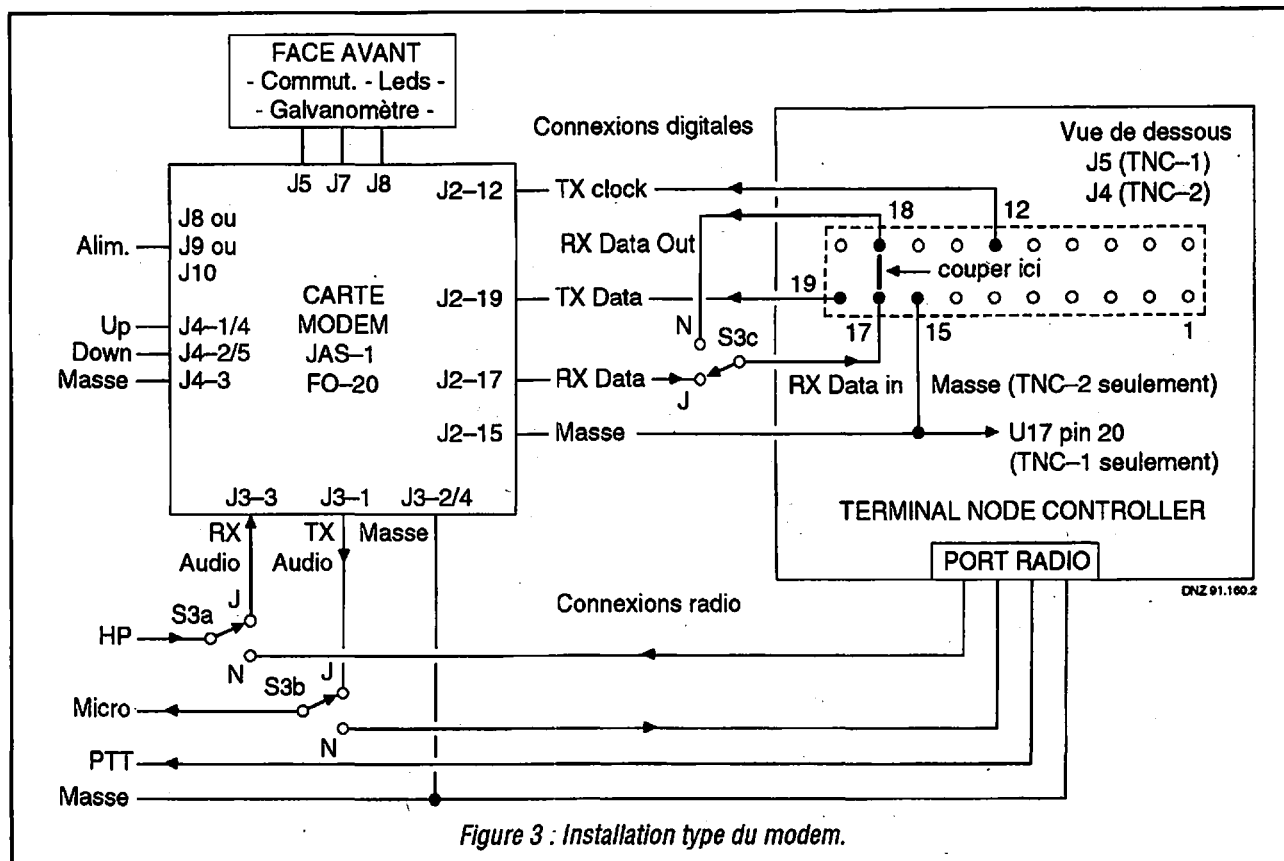 FACE AVANT
- Commut. - Leds -
- Galvanomètre -
Connexions digitales
Vue de dessous
J5 (TNC–1)
J4 (TNC–2)
J5 J7 J8
J2–12
TX clock
18
12
J8 ou
J9 ou
J10
Alim.
RX Data Out
couper ici
CARTE
MODEM
JAS–1
FO–20
J2–19
TX Data
19
17
15
1
Up
J4–1/4
Down
J4–2/5
Masse
J4–3
N
S3c
J
J2–17
RX Data
RX Data in
Masse (TNC–2 seulement)
J2–15
Masse
U17 pin 20
(TNC–1 seulement)
J3–3 J3–1 J3–2/4
RX
Audio
TX
Audio
Masse
TERMINAL NODE CONTROLLER
PORT RADIO
DNZ 91.160.2
Connexions radio
J
S3a
HP
N
J
S3b
Micro
N
PTT
Masse
Figure 3 : Installation type du modem.